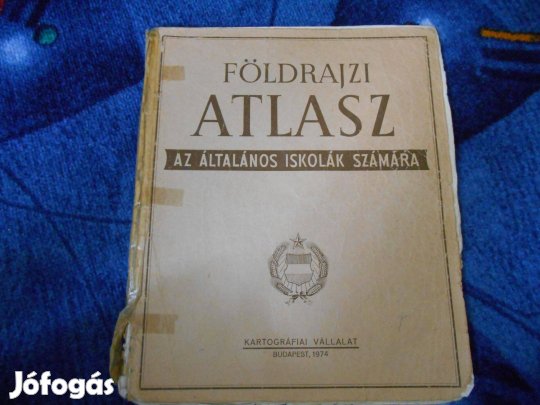 FÖLDRAJZI
ATLASZ
AZ ÁLTALÁNOS ISKOLÁK SZÁMÁRA
KARTOGRÁFIAI VÁLLALAT
BUDAPEST, 1974
Jófogás